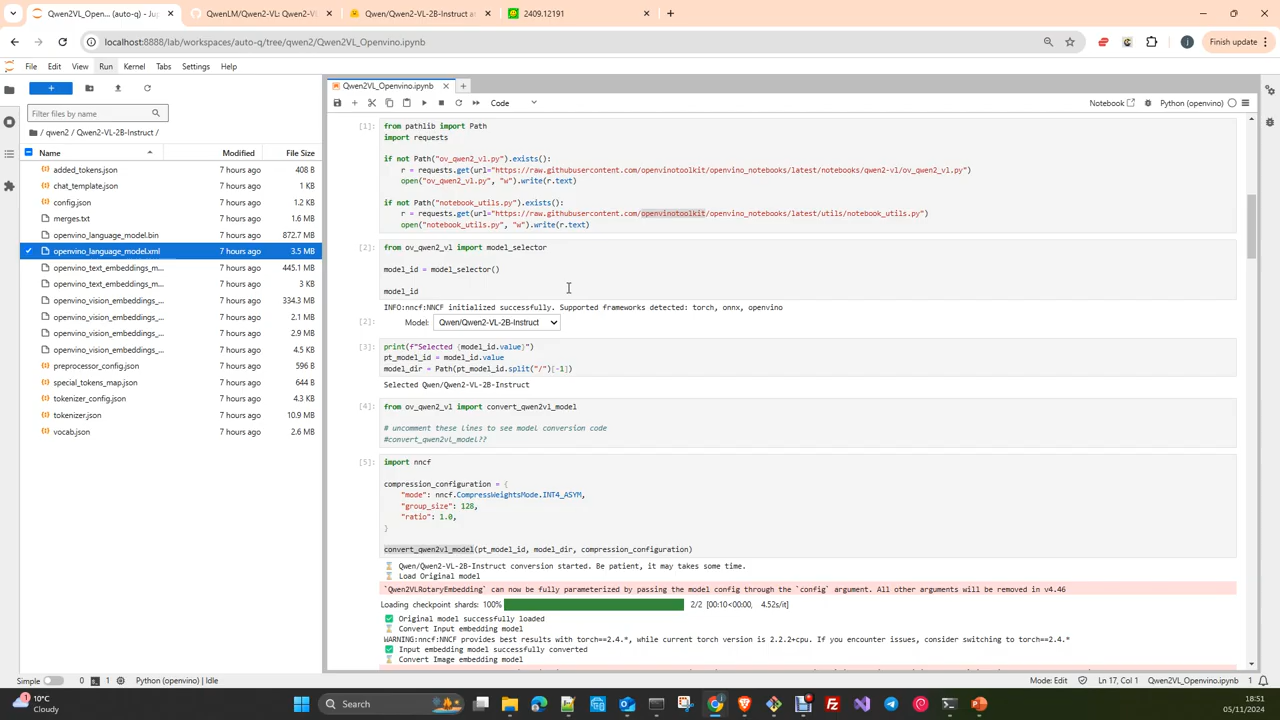 Qwen2VL_Open... (auto-q) - Jup
QwenLM/Qwen2-VL: Qwen2-VL
Qwen/Qwen2-VL-2B-Instruct
2409.12191
localhost:8888/lab/workspaces/auto-q/tree/qwen2/Qwen2VL_Openvino.ipynb
Finish update
File Edit View Run Kernel Tabs Settings Help
Qwen2VL_Openvino.ipynb
Filter files by name
Code
Notebook
Python (openvino)
/ qwen2 / Qwen2-VL-2B-Instruct /
Name Modified File Size
added_tokens.json 7 hours ago 408 B
chat_template.json 7 hours ago 1 KB
config.json 7 hours ago 1.2 KB
merges.txt 7 hours ago 1.6 MB
openvino_language_model.bin 7 hours ago 872.7 MB
openvino_language_model.xml 7 hours ago 3.5 MB
openvino_text_embeddings_m... 7 hours ago 445.1 MB
openvino_text_embeddings_m... 7 hours ago 3 KB
openvino_vision_embeddings_... 7 hours ago 334.3 MB
openvino_vision_embeddings_... 7 hours ago 2.1 MB
openvino_vision_embeddings_... 7 hours ago 2.9 MB
openvino_vision_embeddings_... 7 hours ago 4.5 KB
preprocessor_config.json 7 hours ago 596 B
special_tokens_map.json 7 hours ago 644 B
tokenizer_config.json 7 hours ago 4.3 KB
tokenizer.json 7 hours ago 10.9 MB
vocab.json 7 hours ago 2.6 MB
[1]: from pathlib import Path
import requests
if not Path("ov_qwen2_vl.py").exists():
r = requests.get(url="https://raw.githubusercontent.com/openvinotoolkit/openvino_notebooks/latest/notebooks/qwen2-vl/ov_qwen2_vl.py")
open("ov_qwen2_vl.py", "w").write(r.text)
if not Path("notebook_utils.py").exists():
r = requests.get(url="https://raw.githubusercontent.com/openvinotoolkit/openvino_notebooks/latest/utils/notebook_utils.py")
open("notebook_utils.py", "w").write(r.text)
[2]: from ov_qwen2_vl import model_selector
model_id = model_selector()
model_id
INFO:nncf:NNCF initialized successfully. Supported frameworks detected: torch, onnx, openvino
[2]: Model: Qwen/Qwen2-VL-2B-Instruct
[3]: print(f"Selected {model_id.value}")
pt_model_id = model_id.value
model_dir = Path(pt_model_id.split("/")[-1])
Selected Qwen/Qwen2-VL-2B-Instruct
[4]: from ov_qwen2_vl import convert_qwen2vl_model
# uncomment these lines to see model conversion code
#convert_qwen2vl_model??
[5]: import nncf
compression_configuration = {
"mode": nncf.CompressWeightsMode.INT4_ASYM,
"group_size": 128,
"ratio": 1.0,
}
convert_qwen2vl_model(pt_model_id, model_dir, compression_configuration)
Qwen/Qwen2-VL-2B-Instruct conversion started. Be patient, it may takes some time.
Load Original model
`Qwen2VLRotaryEmbedding` can now be fully parameterized by passing the model config through the `config` argument. All other arguments will be removed in v4.46
Loading checkpoint shards: 100% 2/2 [00:10<00:00, 4.52s/it]
Original model successfully loaded
Convert Input embedding model
WARNING:nncf:NNCF provides best results with torch==2.4.*, while current torch version is 2.2.2+cpu. If you encounter issues, consider switching to torch==2.4.*
Input embedding model successfully converted
Convert Image embedding model
Simple 0 1 Python (openvino) | Idle
Mode: Edit Ln 17, Col 1 Qwen2VL_Openvino.ipynb 1
10°C
Cloudy
Search
18:51
05/11/2024